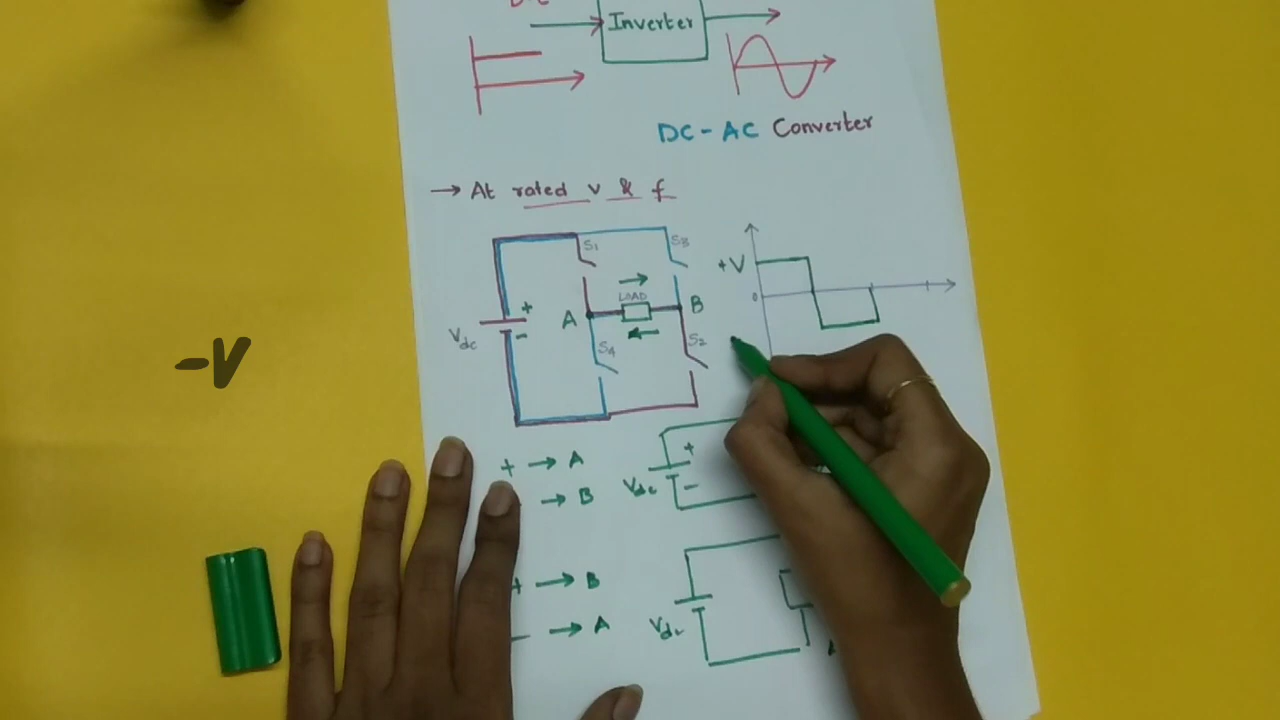 Inverter
DC-AC Converter
→ At rated v & f
S1
S3
+V
0
LOAD
A
B
+
-
Vdc
S4
S2
-V
+ → A
→ B
+
-
Vdc
+ → B
- → A
Vdc